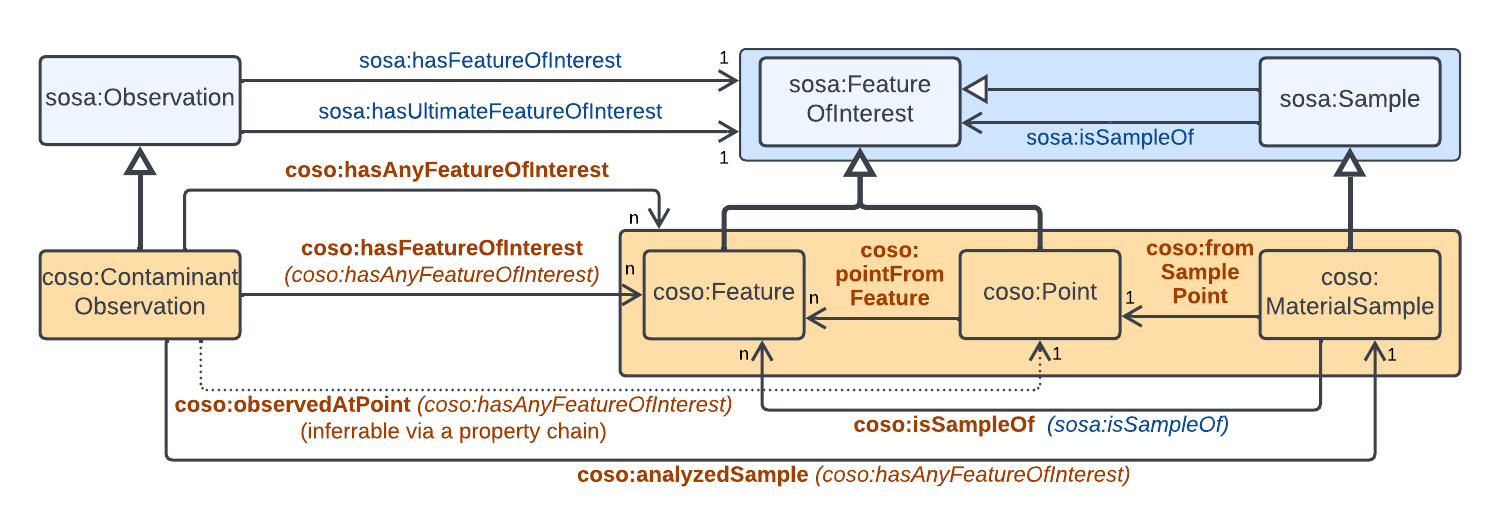 sosa:hasFeatureOfInterest
1
sosa:Observation
sosa:hasUltimateFeatureOfInterest
1
sosa:Feature
OfInterest
sosa:Sample
sosa:isSampleOf
coso:hasAnyFeatureOfInterest
n
coso:Contaminant
Observation
coso:hasFeatureOfInterest
(coso:hasAnyFeatureOfInterest)
n
coso:Feature
coso:
pointFrom
Feature
n
coso:Point
coso:from
Sample
Point
1
coso:
MaterialSample
n
1
1
coso:observedAtPoint (coso:hasAnyFeatureOfInterest)
(inferrable via a property chain)
coso:isSampleOf (sosa:isSampleOf)
coso:analyzedSample (coso:hasAnyFeatureOfInterest)